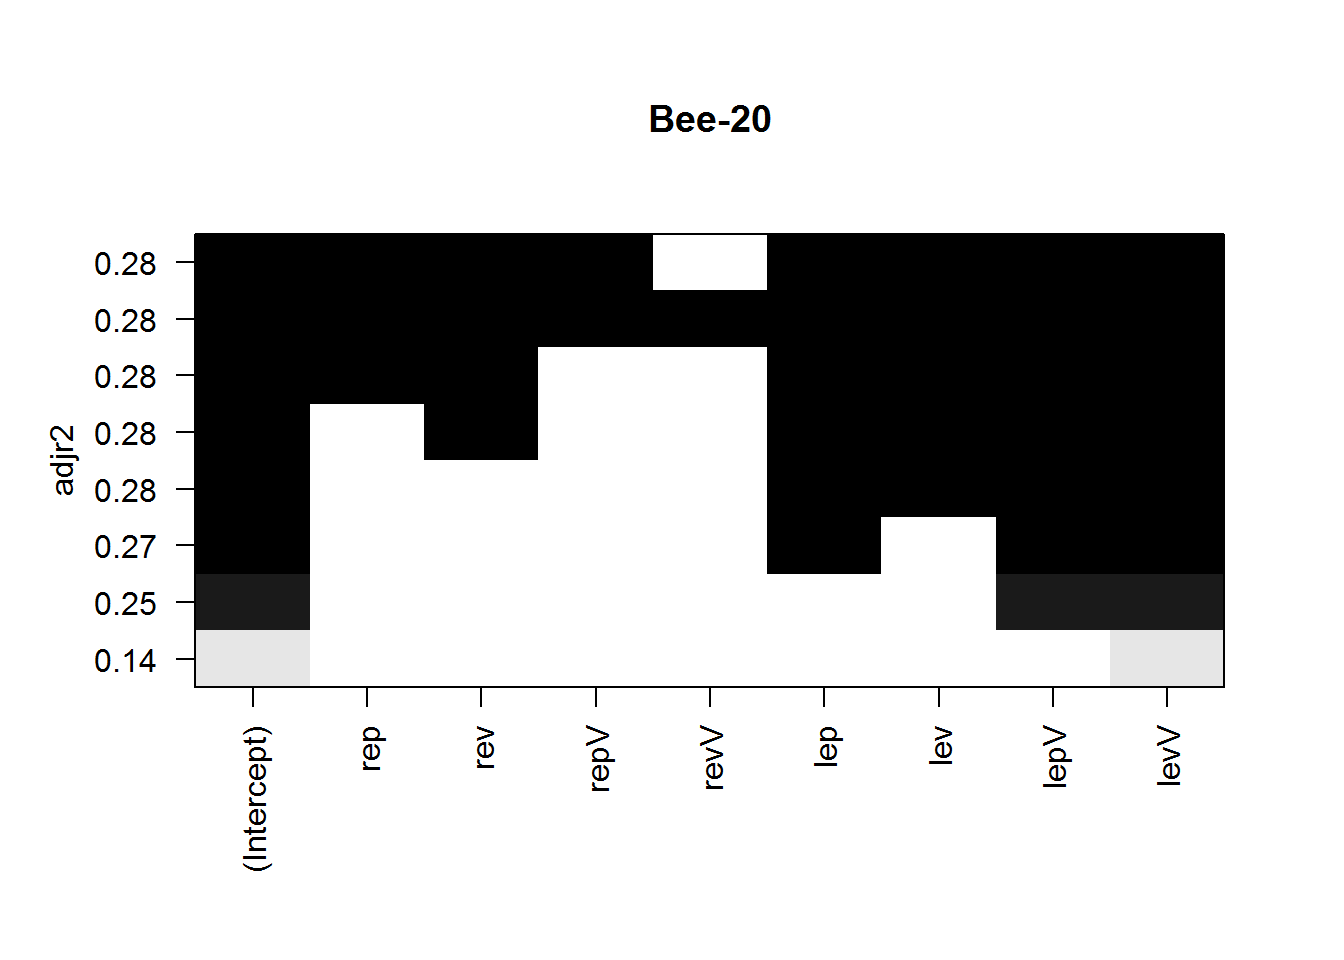 Bee-20
adjr2
0.28
0.28
0.28
0.28
0.28
0.27
0.25
0.14
(Intercept)
rep
rev
repV
revV
lep
lev
lepV
levV